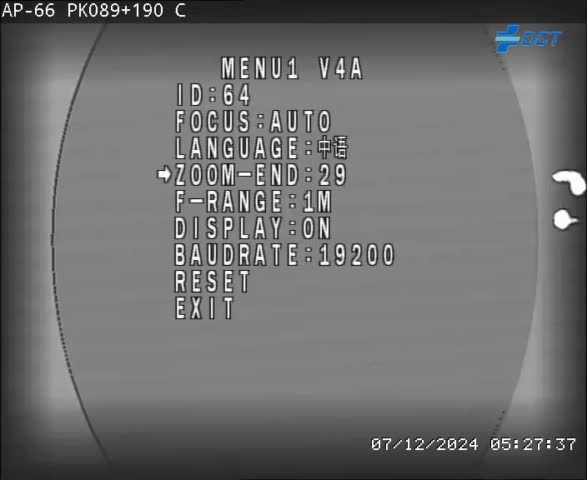 AP-66 PK089+190 C
DGT
MENU1 V4A
ID:64
FOCUS:AUTO
LANGUAGE:中语
ZOOM-END:29
F-RANGE:1M
DISPLAY:ON
BAUDRATE:19200
RESET
EXIT
07/12/2024 05:27:37